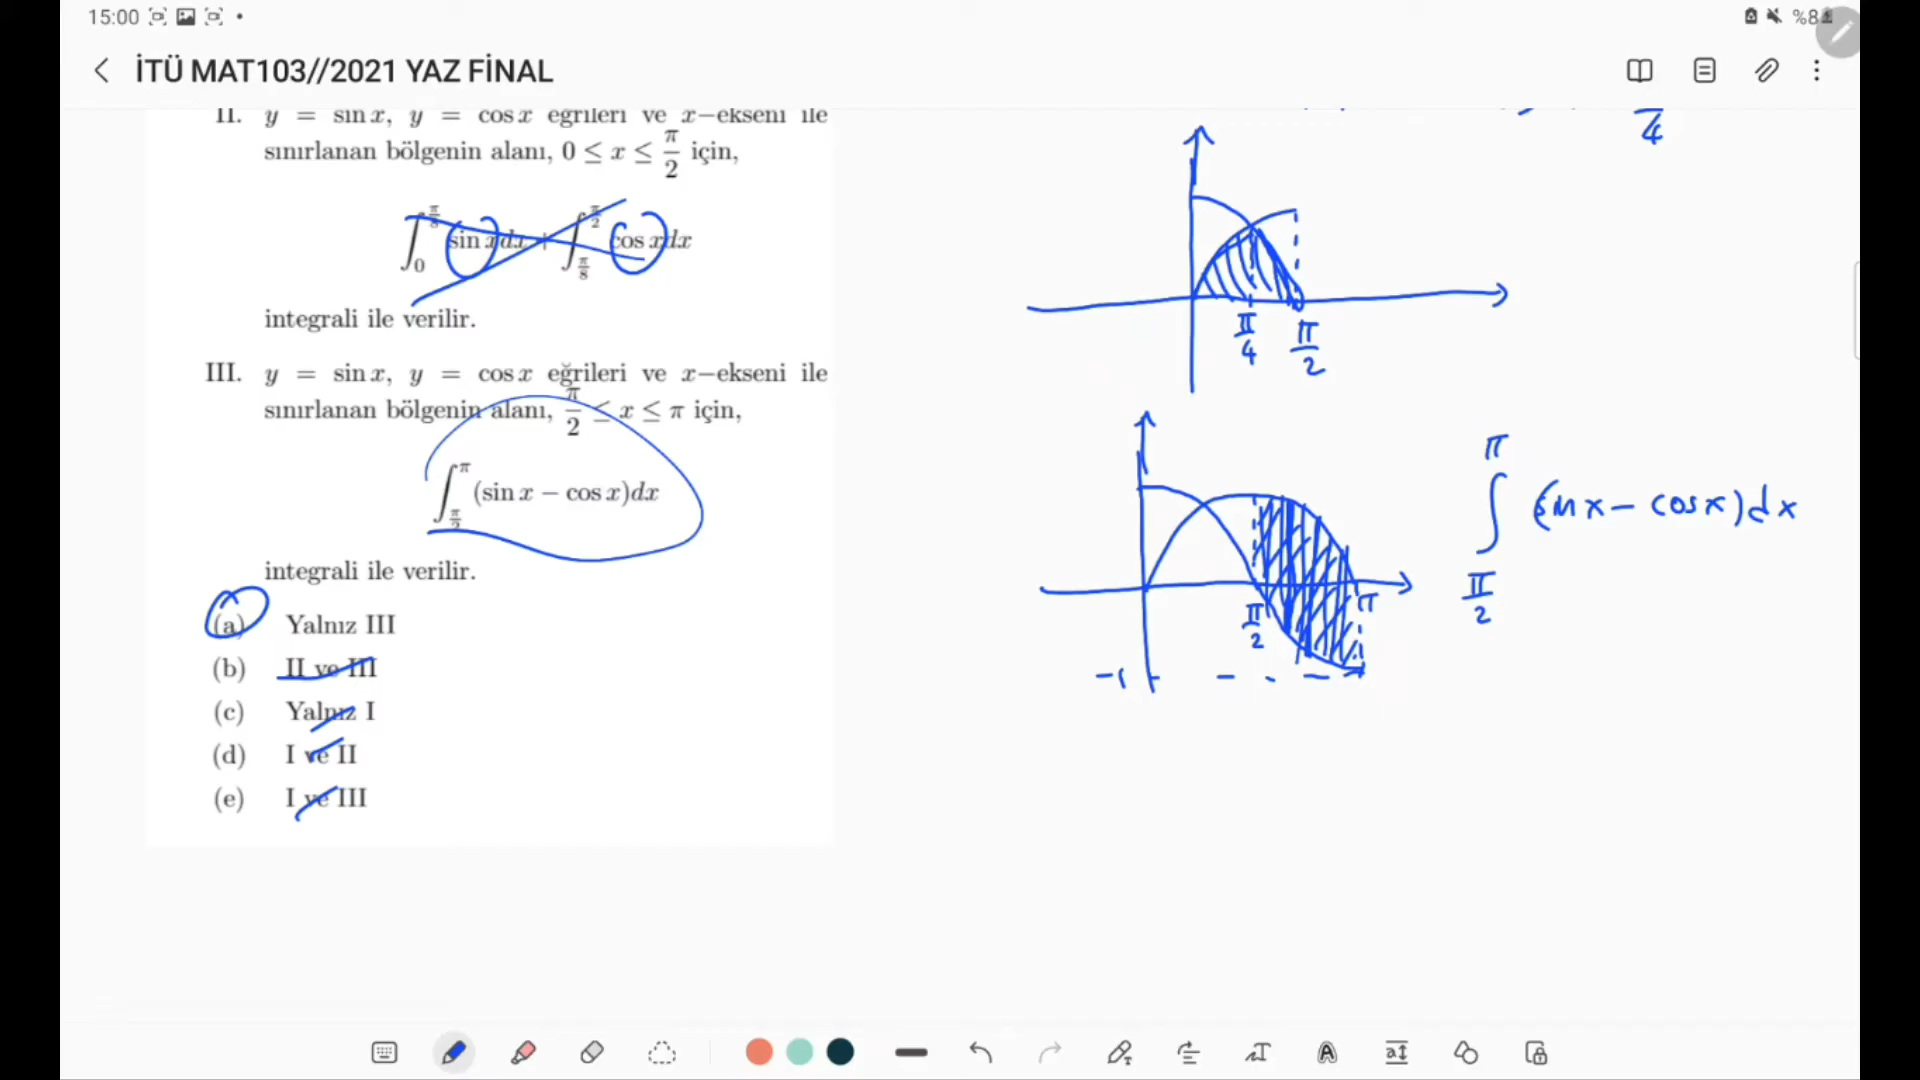 15:00
%8
İTÜ MAT103//2021 YAZ FİNAL
II. y = sin x, y = cos x eğrileri ve x−ekseni ile
sınırlanan bölgenin alanı, 0 ≤ x ≤ π/2 için,
∫_0^{π/8} sin x dx + ∫_{π/8}^{π/2} cos x dx
integrali ile verilir.
III. y = sin x, y = cos x eğrileri ve x−ekseni ile
sınırlanan bölgenin alanı, π/2 ≤ x ≤ π için,
∫_{π/2}^{π} (sin x − cos x)dx
integrali ile verilir.
(a) Yalnız III
(b) II ve III
(c) Yalnız I
(d) I ve II
(e) I ve III
4
π/4
π/2
π/2
π
-1
∫_{π/2}^{π} (sinx − cosx)dx